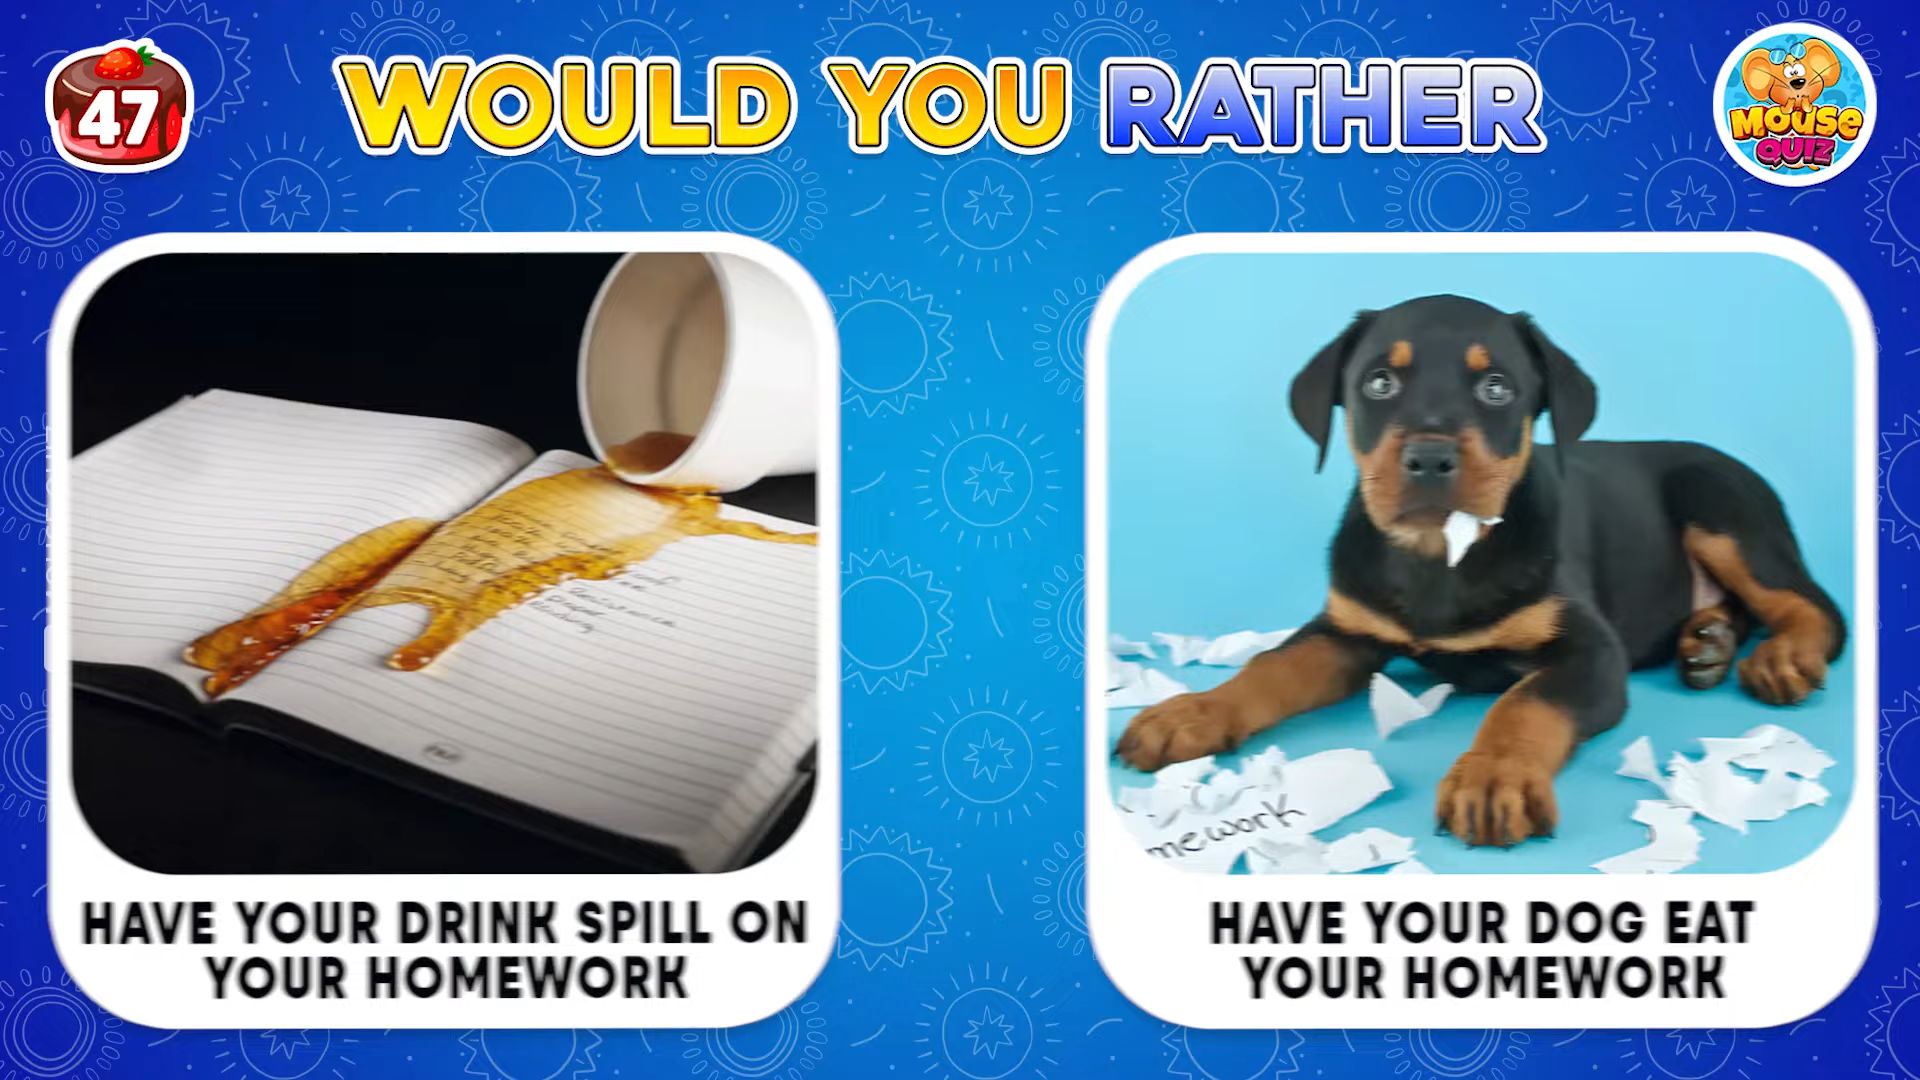 47
WOULD YOU RATHER
MOUSE
QUIZ
HAVE YOUR DRINK SPILL ON
YOUR HOMEWORK
mework
HAVE YOUR DOG EAT
YOUR HOMEWORK